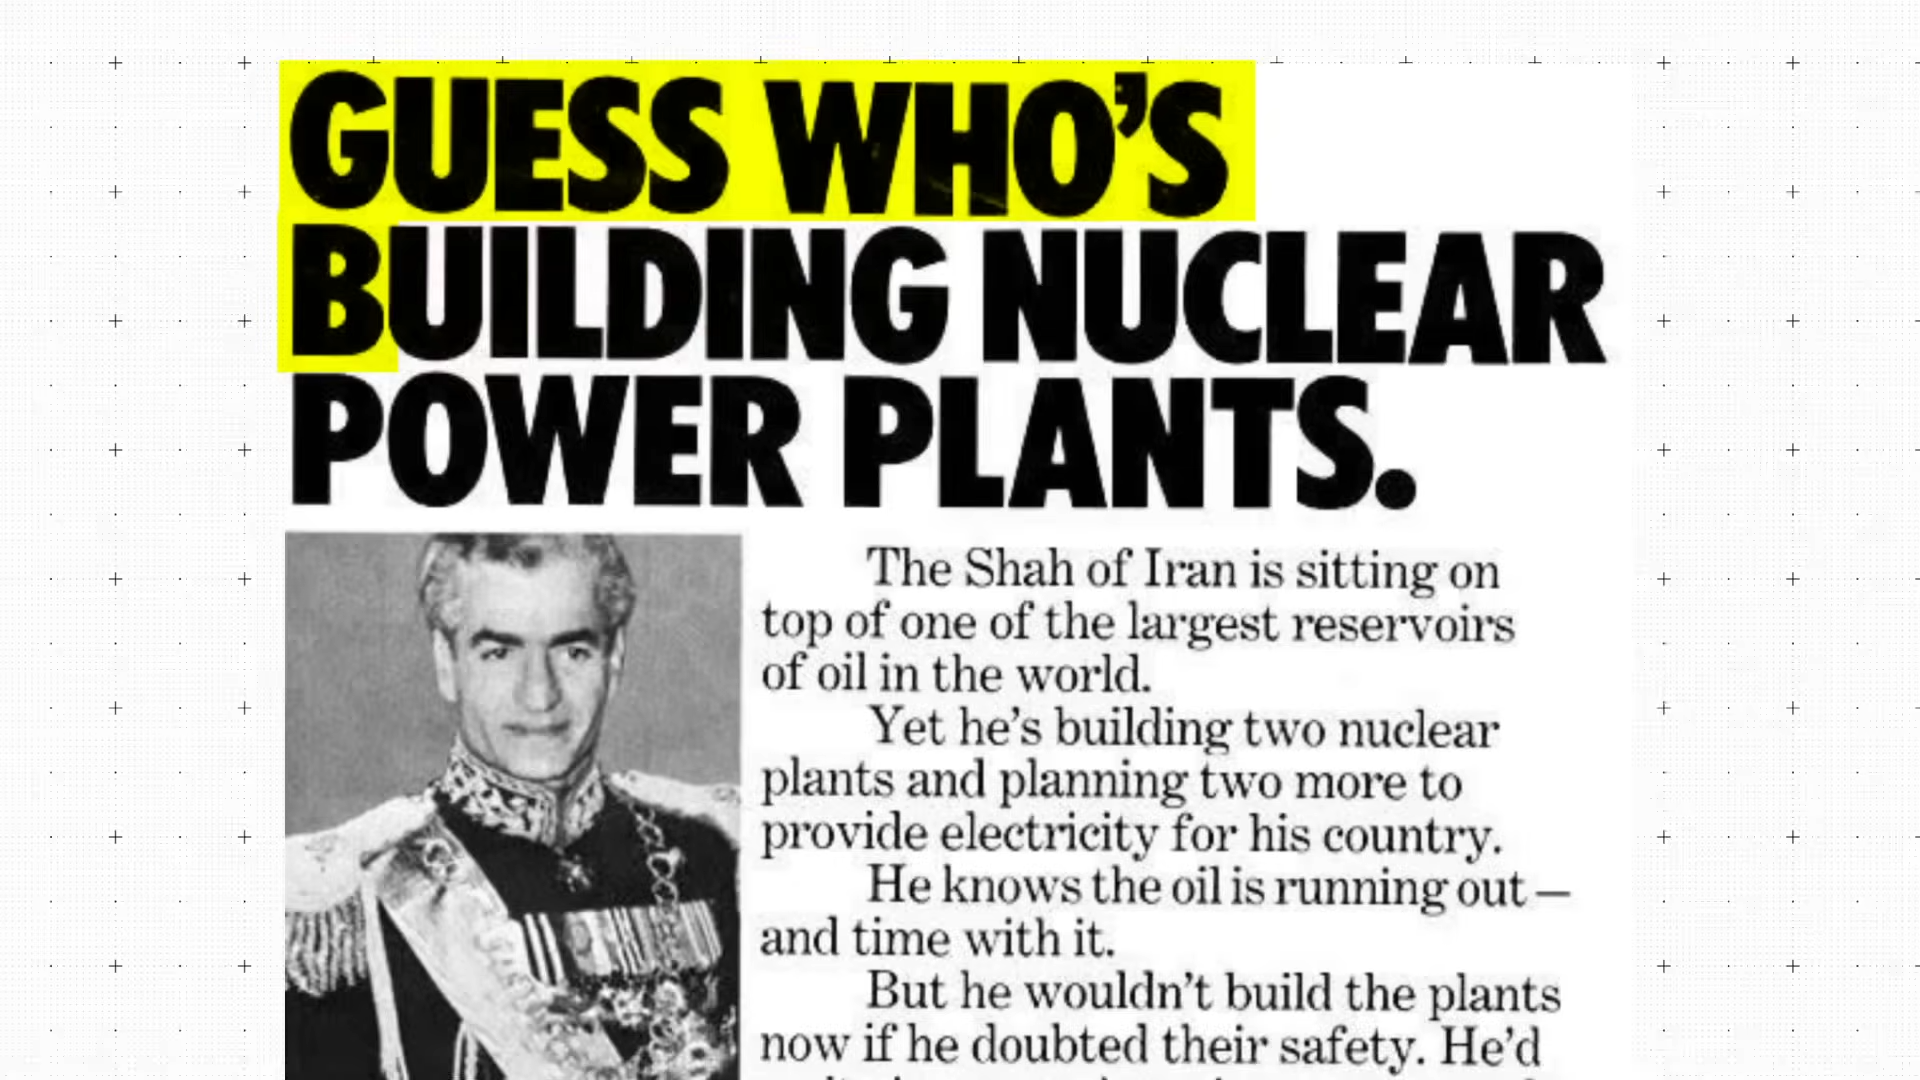 GUESS WHO'S
BUILDING NUCLEAR
POWER PLANTS.
The Shah of Iran is sitting on
top of one of the largest reservoirs
of oil in the world.
Yet he's building two nuclear
plants and planning two more to
provide electricity for his country.
He knows the oil is running out —
and time with it.
But he wouldn't build the plants
now if he doubted their safety. He'd